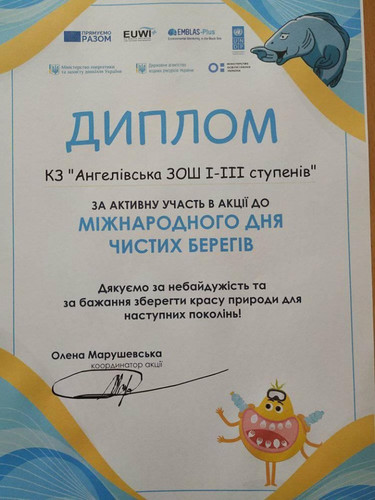 ПРЯМУЄМО
РАЗОМ
EUWI
EMBLAS-Plus
ДИПЛОМ
КЗ "Ангелівська ЗОШ І-ІІІ ступенів"
ЗА АКТИВНУ УЧАСТЬ В АКЦІЇ ДО
МІЖНАРОДНОГО ДНЯ
ЧИСТИХ БЕРЕГІВ
Дякуємо за небайдужість та
за бажання зберегти красу природи для
наступних поколінь!
Олена Марушевська
координатор акції